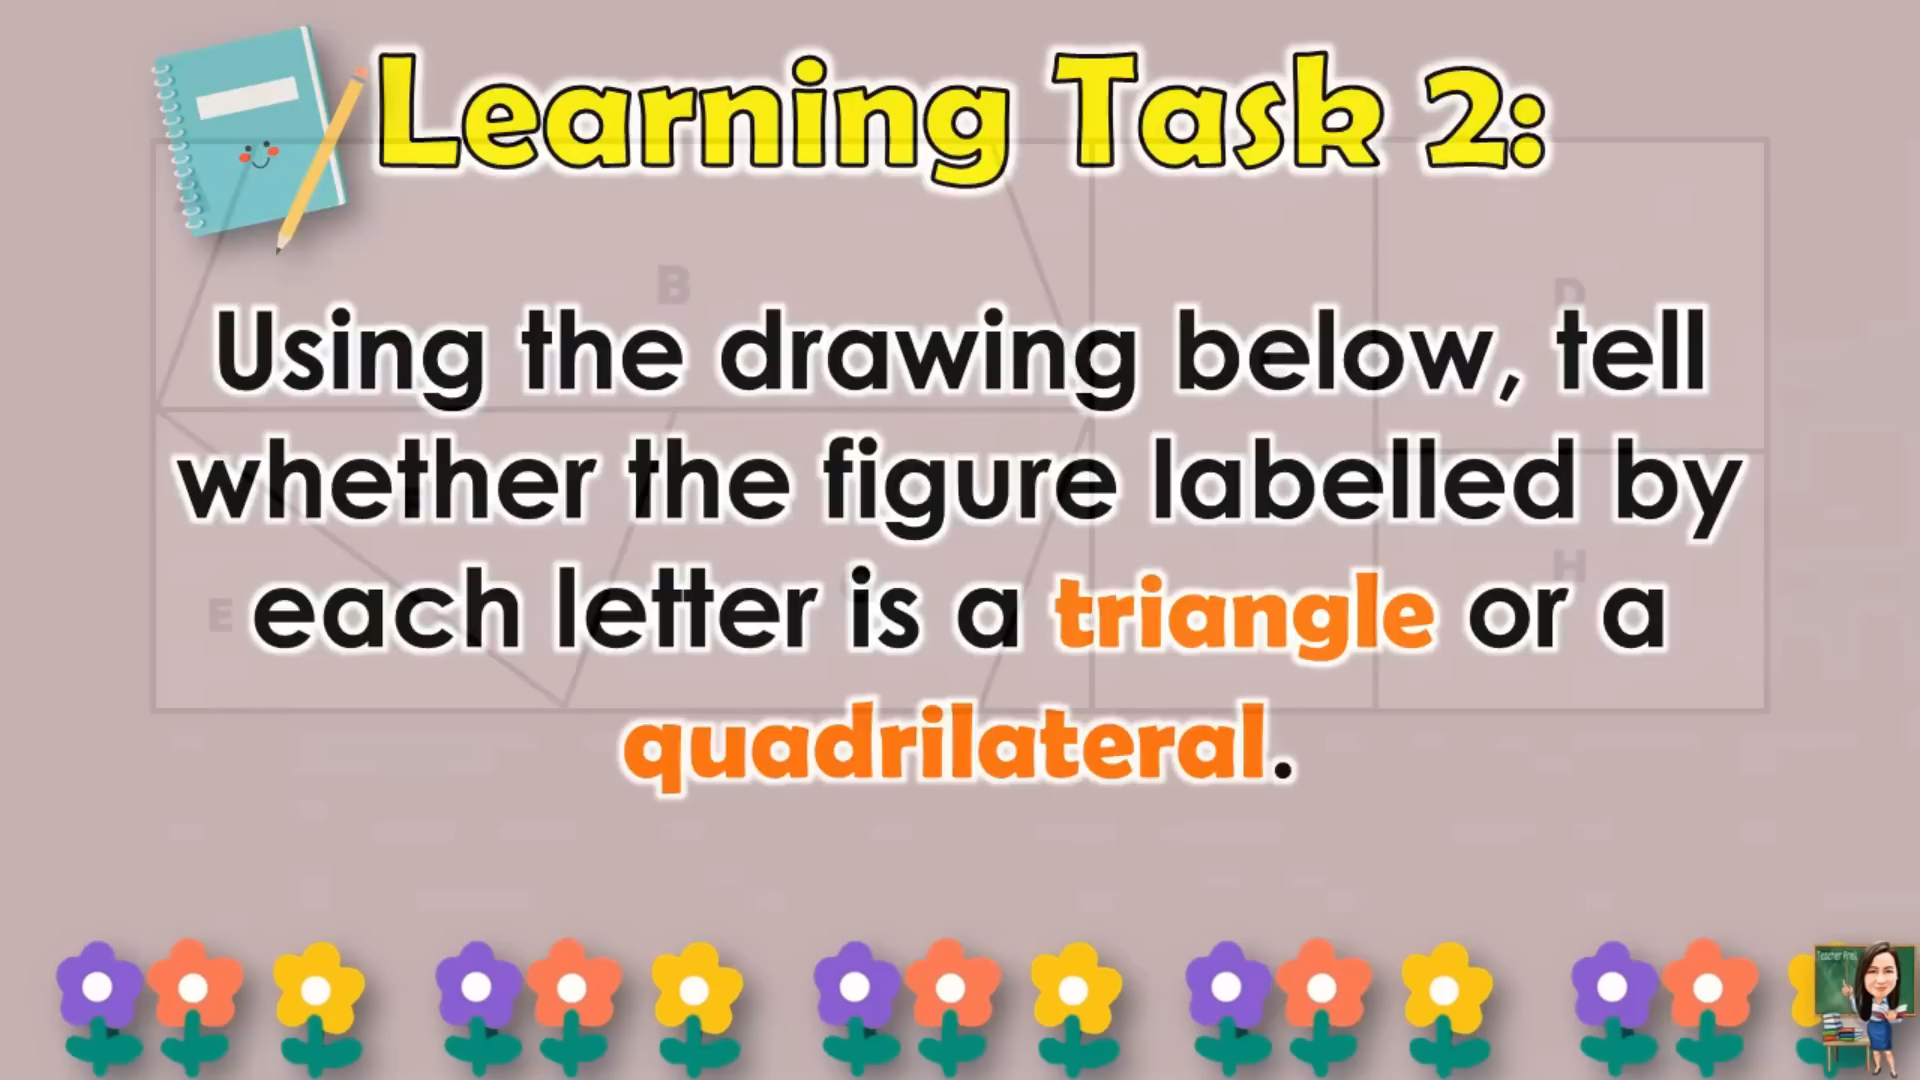 Learning Task 2:
B
D
Using the drawing below, tell
whether the figure labelled by
H
E
each letter is a triangle or a
quadrilateral.